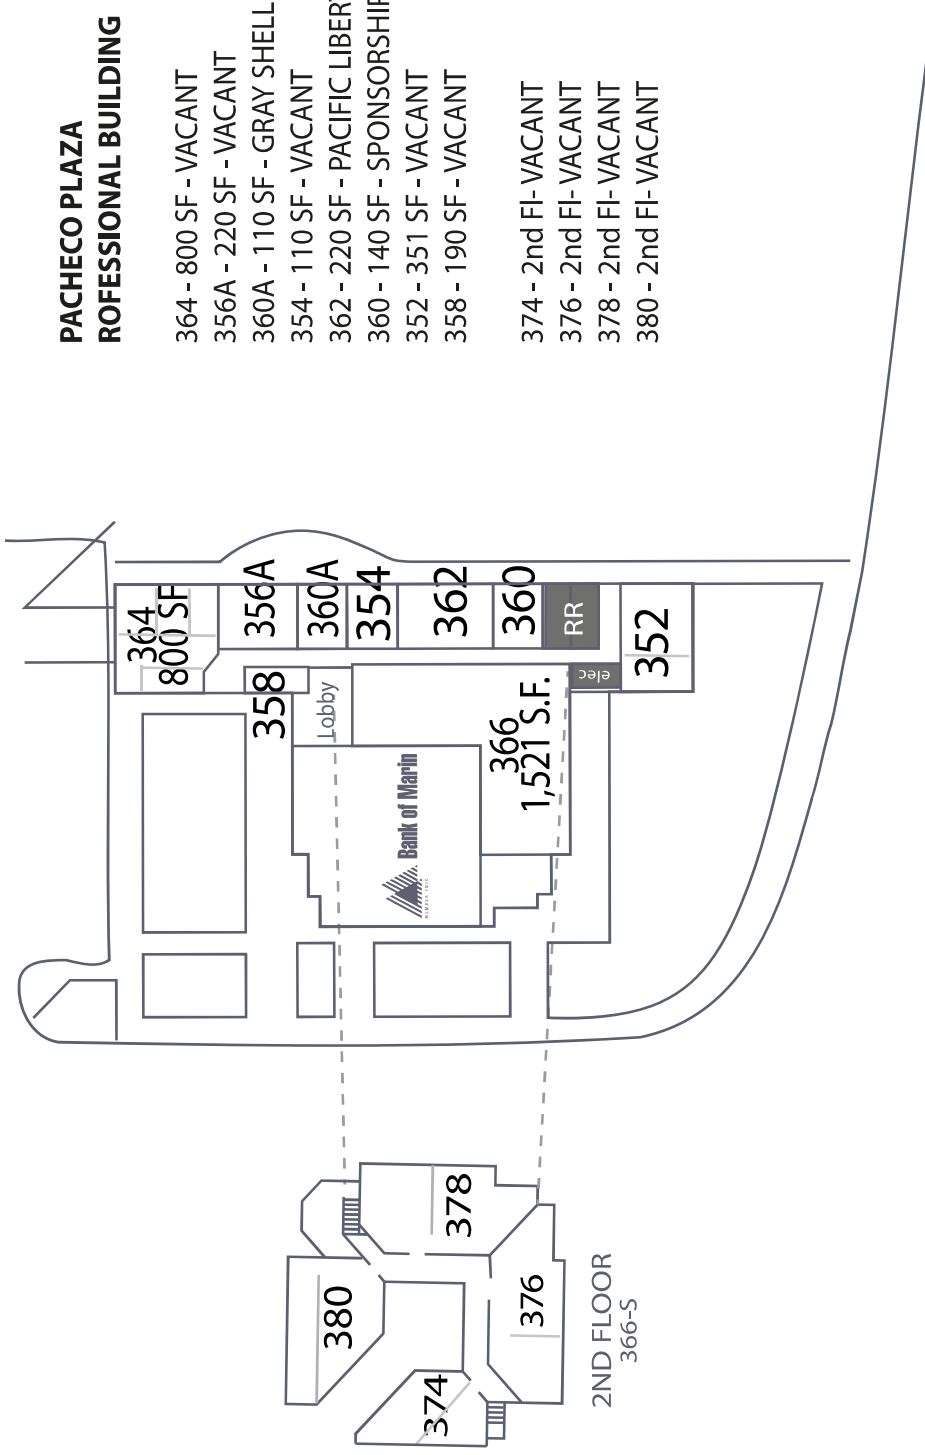 PACHECO PLAZA
ROFESSIONAL BUILDING
364 - 800 SF - VACANT
356A - 220 SF - VACANT
360A - 110 SF - GRAY SHELL
354 - 110 SF - VACANT
362 - 220 SF - PACIFIC
360 - 140 SF - SPONSORSHIP
352 - 351 SF - VACANT
358 - 190 SF - VACANT
374 - 2nd Fl- VACANT
376 - 2nd Fl- VACANT
378 - 2nd Fl- VACANT
380 - 2nd Fl- VACANT
364
800 SF
356A
360A
354
362
360
RR
352
elec
358
Lobby
366
1,521 S.F.
Bank of Marin
MEMBER FDIC
378
380
376
374
2ND FLOOR
366-S